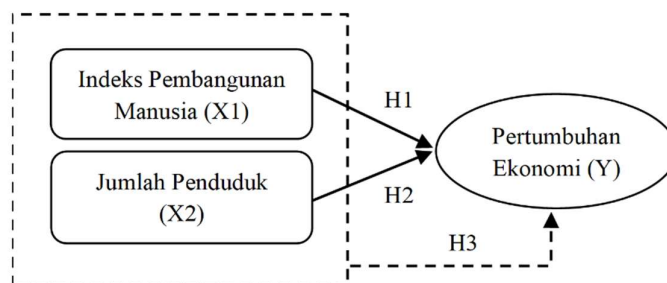 Indeks Pembangunan
Manusia (X1)
H1
Pertumbuhan
Ekonomi (Y)
Jumlah Penduduk
(X2)
H2
H3